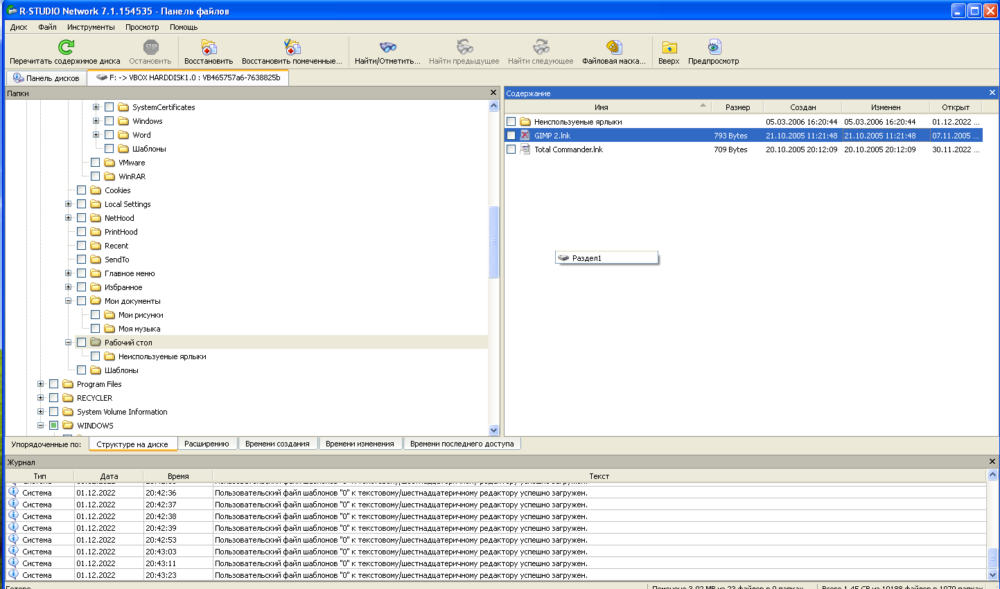 R-STUDIO Network 7.1.154535 - Панель файлов
Диск Файл Инструменты Просмотр Помощь
STOP
Перечитать содержимое диска Остановить Восстановить Восстановить помеченные... Найти/Отметить... Найти предыдущее Найти следующее Файловая маска... Вверх Предпросмотр
Панель дисков F: -> VBOX HARDDISK1.0 : VB465757a6-7638825b
Папки
SystemCertificates
Windows
Word
Шаблоны
VMware
WinRAR
Cookies
Local Settings
NetHood
PrintHood
Recent
SendTo
Главное меню
Избранное
Мои документы
Мои рисунки
Моя музыка
Рабочий стол
Неиспользуемые ярлыки
Шаблоны
Program Files
RECYCLER
System Volume Information
WINDOWS
Содержание
Имя Размер Создан Изменен Открыт
Неиспользуемые ярлыки 05.03.2006 16:20:44 05.03.2006 16:20:44 01.12.2022 ...
GIMP 2.lnk 793 Bytes 21.10.2005 11:21:48 21.10.2005 11:21:48 07.11.2005 ...
Total Commander.lnk 709 Bytes 20.10.2005 20:12:09 20.10.2005 20:12:09 30.11.2022 ...
Раздел1
Упорядоченные по: Структуре на диске Расширению Времени создания Времени изменения Времени последнего доступа
Журнал
Тип Дата Время Текст
Система 01.12.2022 20:42:36 Пользовательский файл шаблонов "0" к текстовому/шестнадцатеричному редактору успешно загружен.
Система 01.12.2022 20:42:37 Пользовательский файл шаблонов "0" к текстовому/шестнадцатеричному редактору успешно загружен.
Система 01.12.2022 20:42:38 Пользовательский файл шаблонов "0" к текстовому/шестнадцатеричному редактору успешно загружен.
Система 01.12.2022 20:42:39 Пользовательский файл шаблонов "0" к текстовому/шестнадцатеричному редактору успешно загружен.
Система 01.12.2022 20:42:53 Пользовательский файл шаблонов "0" к текстовому/шестнадцатеричному редактору успешно загружен.
Система 01.12.2022 20:43:03 Пользовательский файл шаблонов "0" к текстовому/шестнадцатеричному редактору успешно загружен.
Система 01.12.2022 20:43:11 Пользовательский файл шаблонов "0" к текстовому/шестнадцатеричному редактору успешно загружен.
Система 01.12.2022 20:43:23 Пользовательский файл шаблонов "0" к текстовому/шестнадцатеричному редактору успешно загружен.